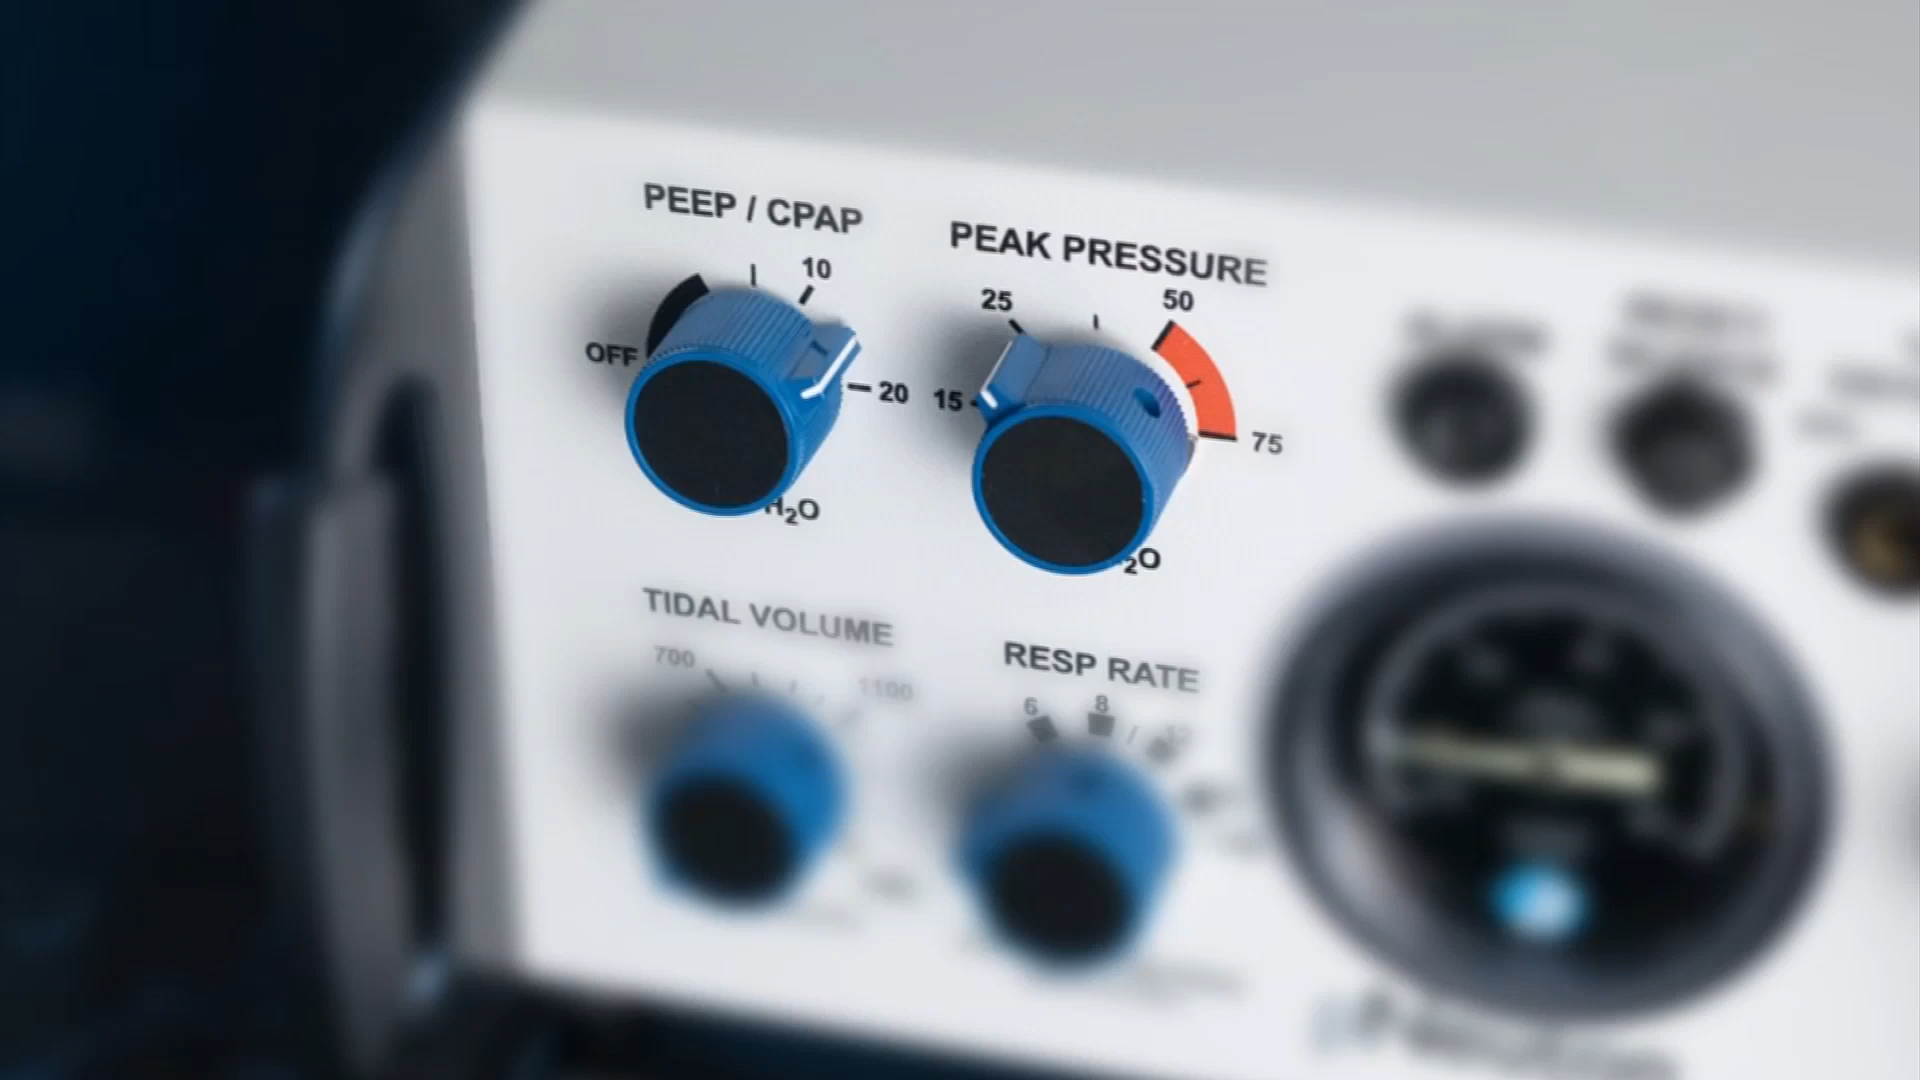 PEEP / CPAP
10
OFF
20
H₂O
PEAK PRESSURE
25
50
15
75
₂O
TIDAL VOLUME
700
1100
RESP RATE
6
8
12